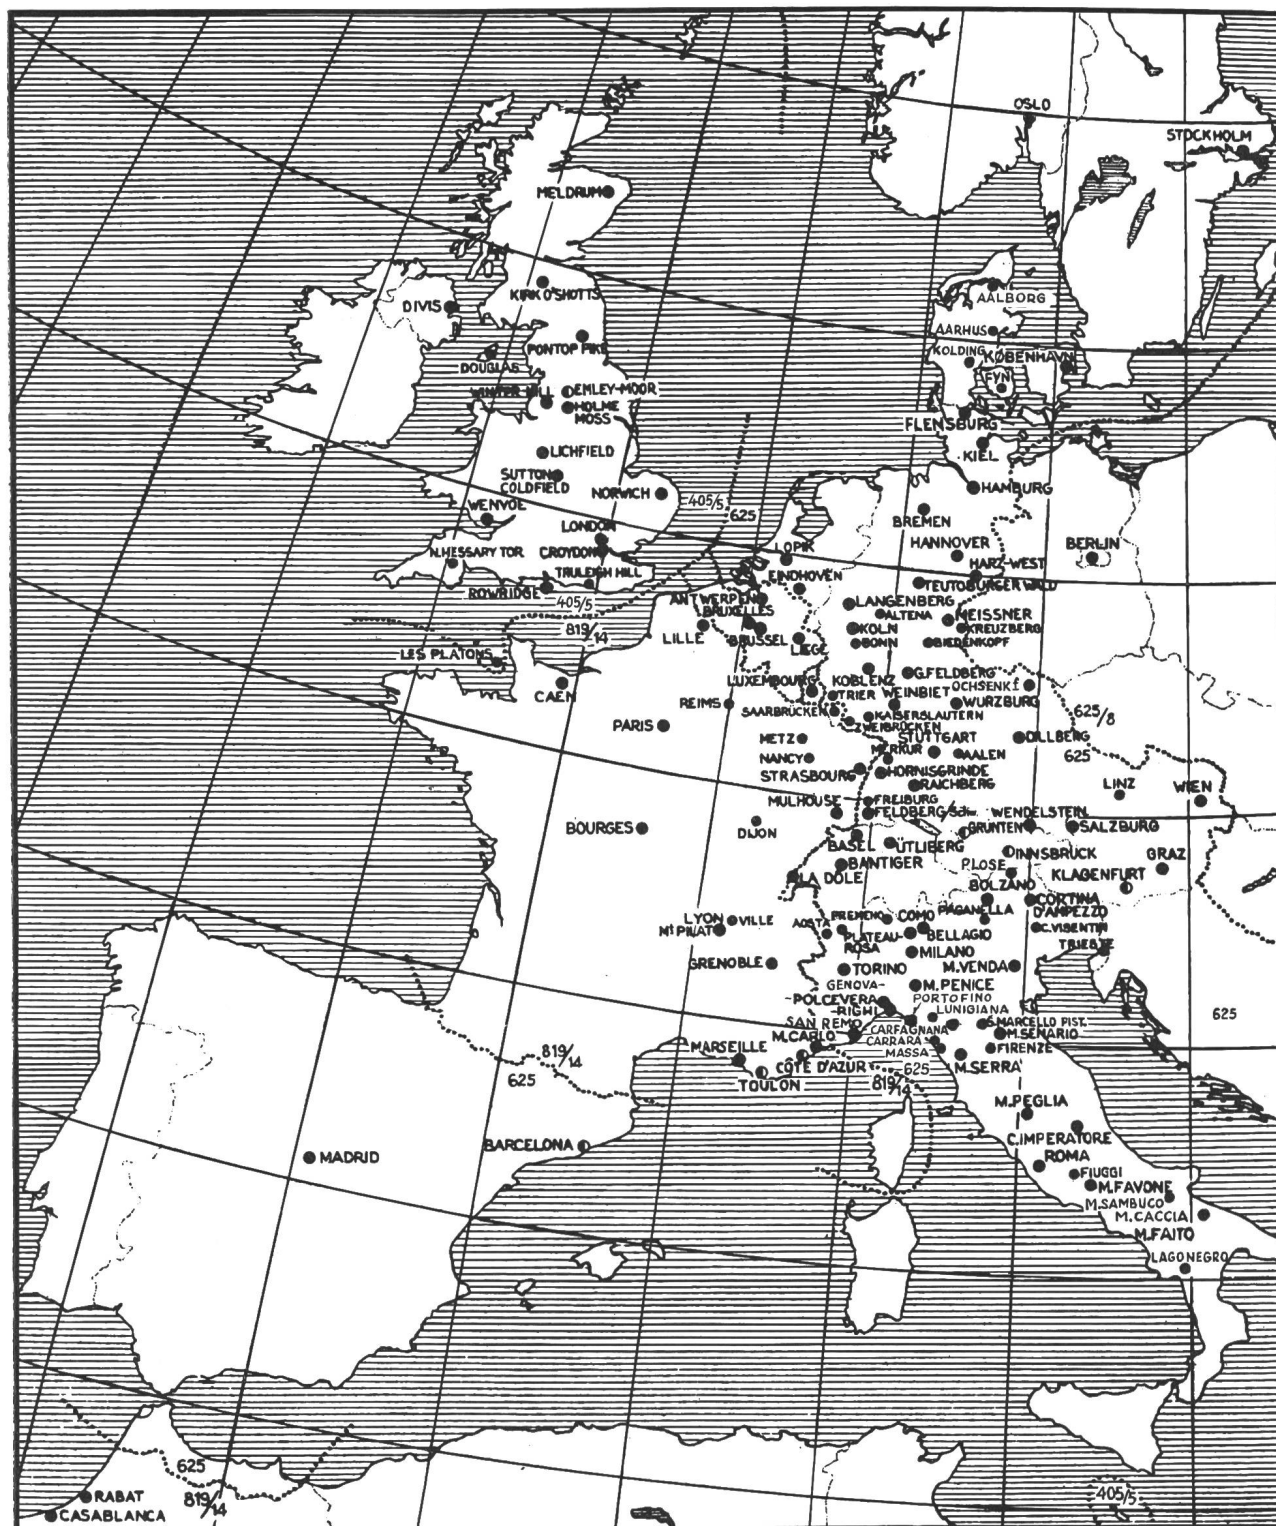 OSLO
STOCKHOLM
MELDRUM
KIRK O'SHOTTS
DIVIS
AALBORG
AARHUS
PONTOP PIKE
KOLDING
KØBENHAVN
DOUGLAS
FYN
WINTER HILL
EMLEY-MOOR
HOLME
MOSS
FLENSBURG
KIEL
LICHFIELD
SUTTON
COLDFIELD
NORWICH
405/5
625
HAMBURG
WENVOE
BREMEN
LONDON
HANNOVER
BERLIN
N.HESSARY TOR
CROYDON
LOPIK
HARZ-WEST
TRULEIGH HILL
EINDHOVEN
TEUTOBURGER WALD
ROWRIDGE
405/5
ANTWERPEN
LANGENBERG
BRUXELLES
ALTENA
MEISSNER
819/14
LILLE
BRUSSEL
KOLN
KREUZBERG
LIEGE
BONN
BIEDENKOPF
LES PLATONS
CAEN
LUXEMBOURG
KOBLENZ
G.FELDBERG
OCHSENK!
TRIER
WEINBIET
REIMS
SAARBRÜCKEN
WURZBURG
KAISERSLAUTERN
ZWEIBRÜCKEN
625/8
PARIS
METZ
STUTTGART
DILLBERG
625
NANCY
MERKUR
AALEN
STRASBOURG
HORNISGRINDE
RAICHBERG
LINZ
WIEN
MULHOUSE
FREIBURG
FELDBERG/Schw.
WENDELSTEIN
BOURGES
DIJON
GRUNTEN
SALZBURG
BASEL
ÜTLIBERG
INNSBRUCK
BANTIGER
PLOSE
GRAZ
LA DOLE
KLAGENFURT
BOLZANO
CORTINA
D'AMPEZZO
LYON
VILLE
Mt PILAT
AOSTA
PREMENO
COMO
PAGANELLA
C.VISENTIN
PLATEAU-
ROSA
BELLAGIO
TRIESTE
MILANO
GRENOBLE
TORINO
M.VENDA
GENOVA-
M.PENICE
-POLCEVERA
PORTOFINO
-RIGHI
LUNIGIANA
625
SAN REMO
CARFAGNANA
S.MARCELLO PIST.
M.CARLO
CARRARA
M.SENARIO
MARSEILLE
MASSA
FIRENZE
819/14
CÔTE D'AZUR
625
M.SERRA
625
TOULON
819/14
M.PEGLIA
BARCELONA
C.IMPERATORE
MADRID
ROMA
FIUGGI
M.FAVONE
M.SAMBUCO
M.CACCIA
M.FAITO
LAGONEGRO
625
819/14
RABAT
CASABLANCA
405/5